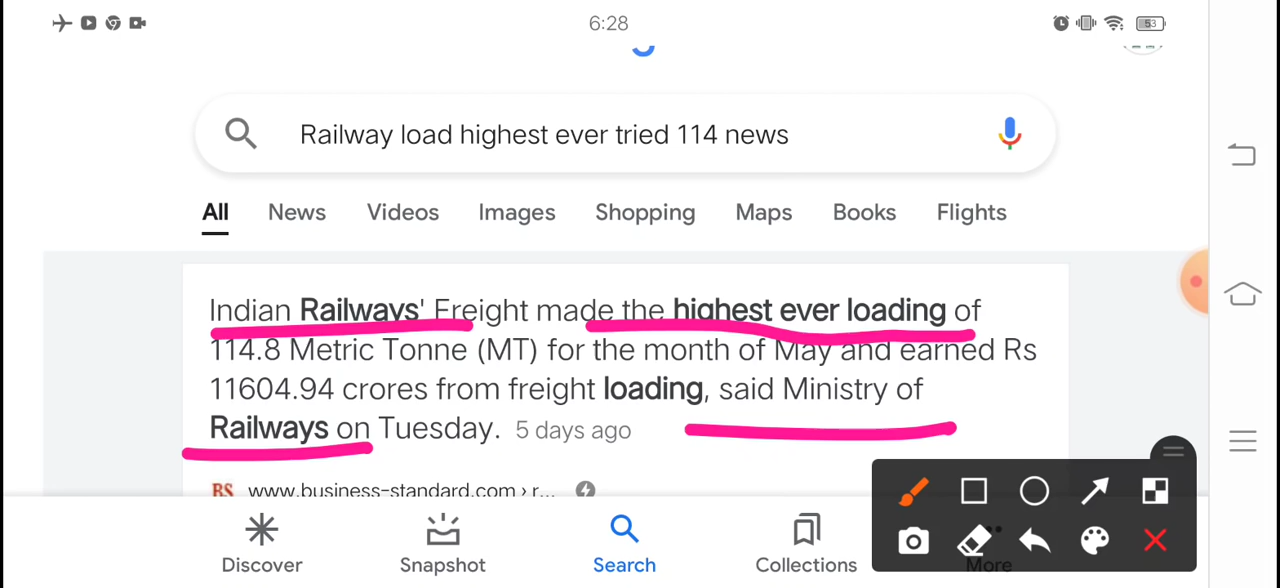 6:28
53
Railway load highest ever tried 114 news
All News Videos Images Shopping Maps Books Flights
Indian Railways' Freight made the highest ever loading of
114.8 Metric Tonne (MT) for the month of May and earned Rs
11604.94 crores from freight loading, said Ministry of
Railways on Tuesday. 5 days ago
BS www.business-standard.com › r...
Discover Snapshot Search Collections More